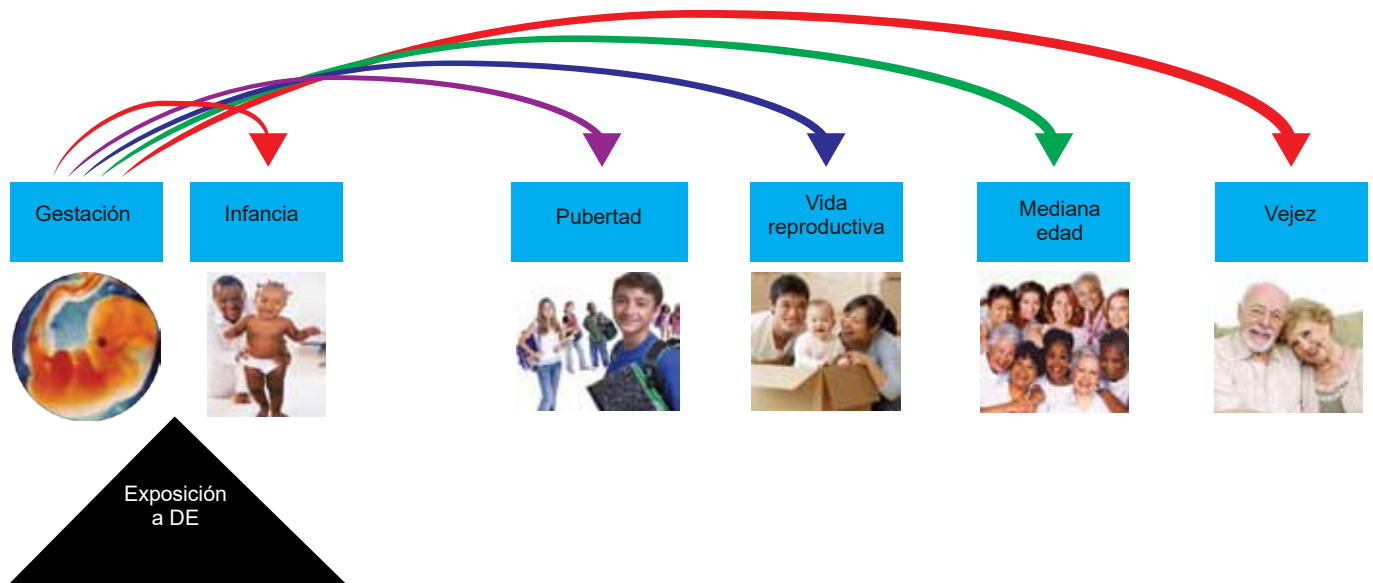 Gestación
Infancia
Pubertad
Vida
reproductiva
Mediana
edad
Vejez
Exposición
a DE